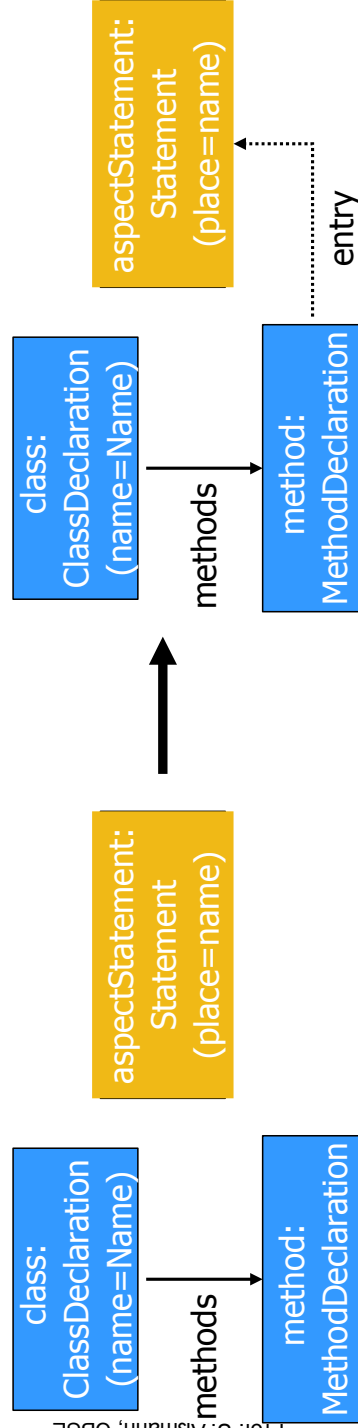 class:
ClassDeclaration
(name=Name)
methods
aspectStatement:
Statement
(place=name)
method:
MethodDeclaration
class:
ClassDeclaration
(name=Name)
methods
aspectStatement:
Statement
(place=name)
method:
MethodDeclaration
entry